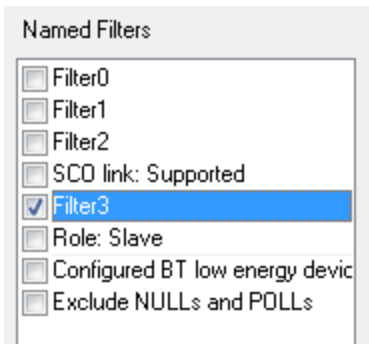 Named Filters
Filter0
Filter1
Filter2
SCO link: Supported
Filter3
Role: Slave
Configured BT low energy devic
Exclude NULLs and POLLs